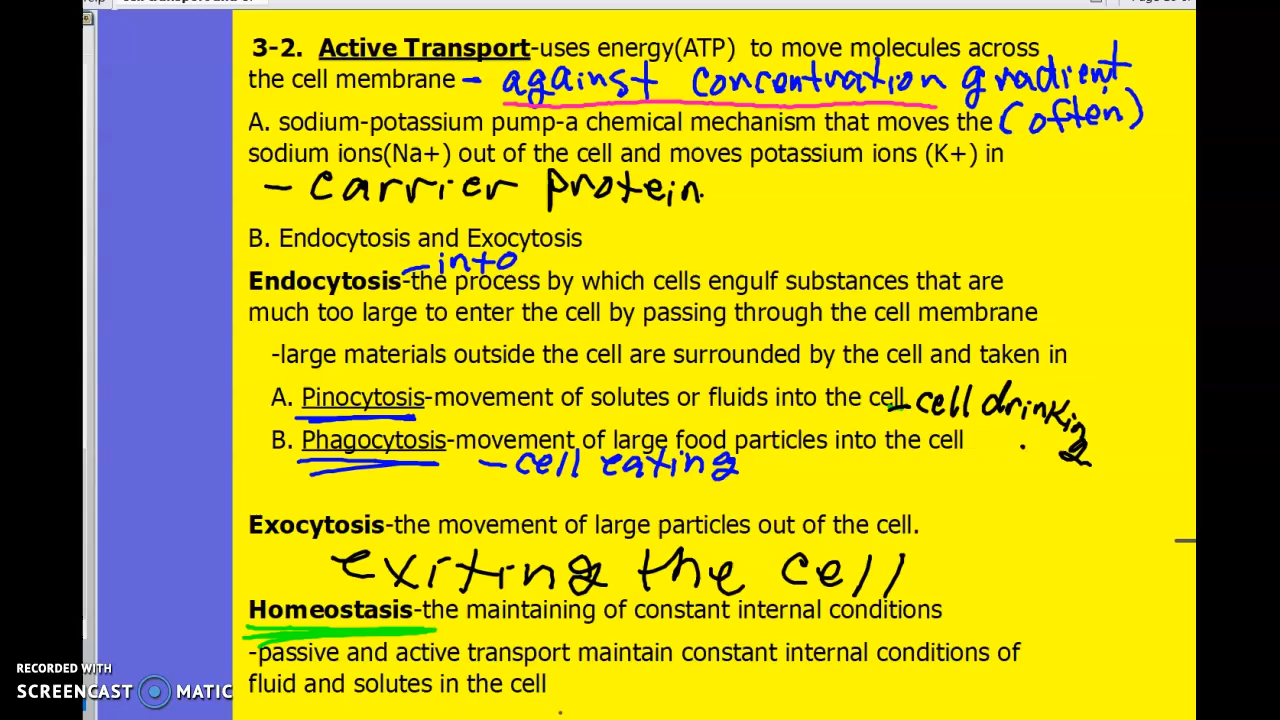 3-2. Active Transport-uses energy(ATP) to move molecules across
the cell membrane - against concentration gradient
(often)
A. sodium-potassium pump-a chemical mechanism that moves the
sodium ions(Na+) out of the cell and moves potassium ions (K+) in
- carrier protein
B. Endocytosis and Exocytosis
- into
Endocytosis-the process by which cells engulf substances that are
much too large to enter the cell by passing through the cell membrane
-large materials outside the cell are surrounded by the cell and taken in
A. Pinocytosis-movement of solutes or fluids into the cell - cell drinking
B. Phagocytosis-movement of large food particles into the cell
- cell eating
Exocytosis-the movement of large particles out of the cell.
exiting the cell
Homeostasis-the maintaining of constant internal conditions
-passive and active transport maintain constant internal conditions of
fluid and solutes in the cell
RECORDED WITH
SCREENCAST MATIC